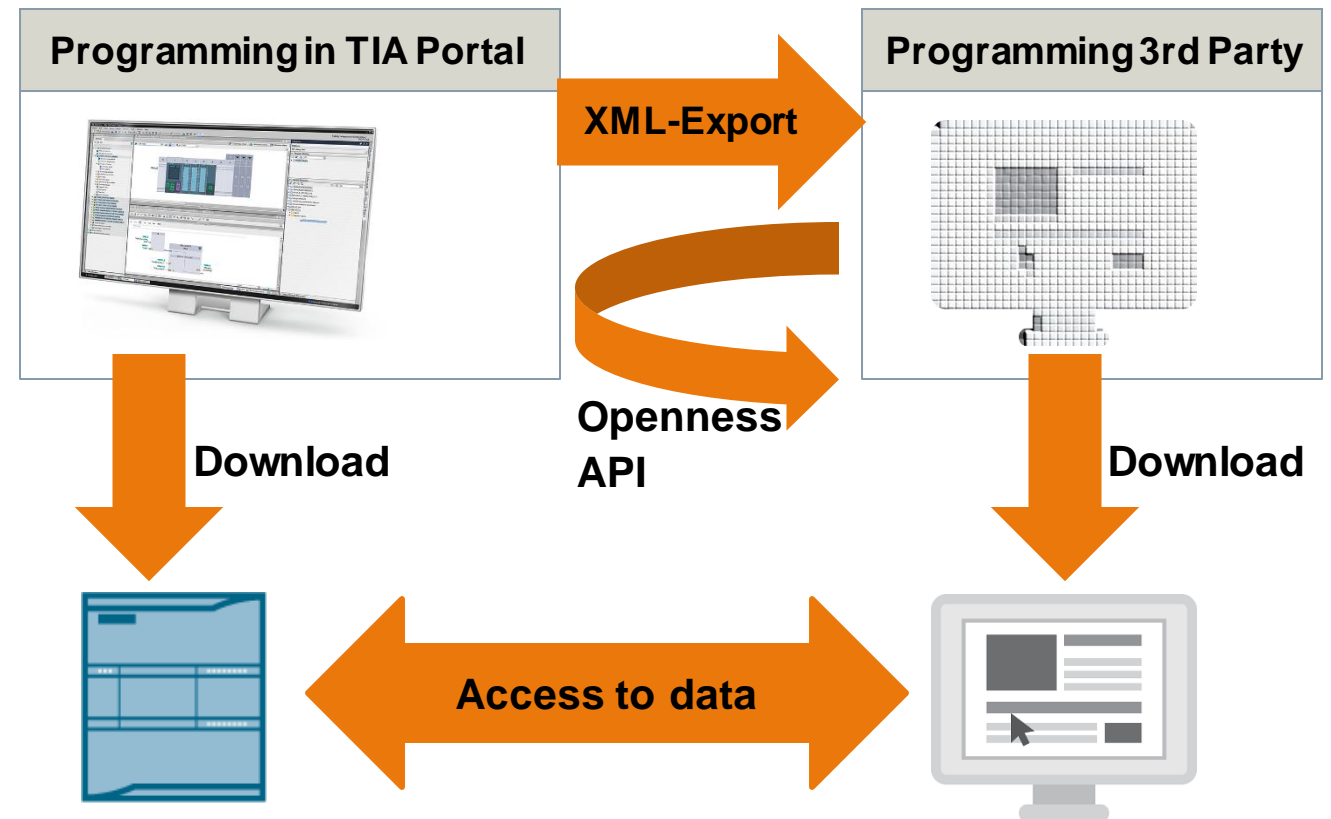 Programming in TIA Portal
Programming 3rd Party
XML-Export
Openness
API
Download
Download
Access to data